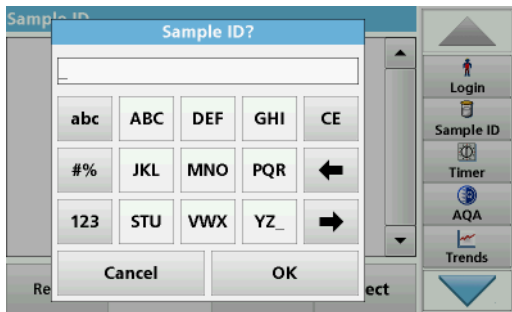 Sample ID
Sample ID?
_
abc ABC DEF GHI CE
#% JKL MNO PQR
123 STU VWX YZ_
Cancel OK
Re
ect
Login
Sample ID
Timer
AQA
Trends